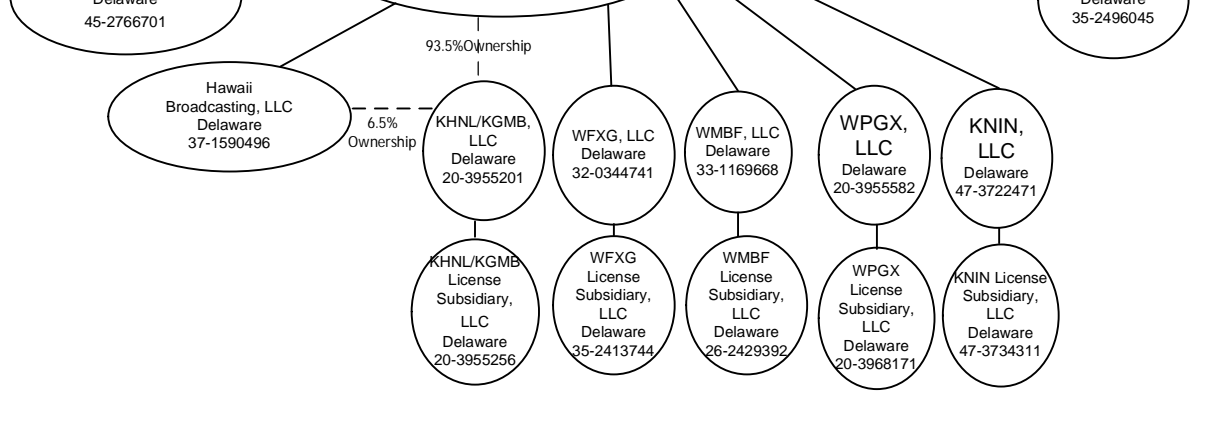 Delaware
45-2766701
Delaware
35-2496045
93.5%Ownership
Hawaii
Broadcasting, LLC
Delaware
37-1590496
6.5%
Ownership
KHNL/KGMB,
LLC
Delaware
20-3955201
WFXG, LLC
Delaware
32-0344741
WMBF, LLC
Delaware
33-1169668
WPGX,
LLC
Delaware
20-3955582
KNIN,
LLC
Delaware
47-3722471
KHNL/KGMB
License
Subsidiary,
LLC
Delaware
20-3955256
WFXG
License
Subsidiary,
LLC
Delaware
35-2413744
WMBF
License
Subsidiary,
LLC
Delaware
26-2429392
WPGX
License
Subsidiary,
LLC
Delaware
20-3968171
KNIN License
Subsidiary,
LLC
Delaware
47-3734311